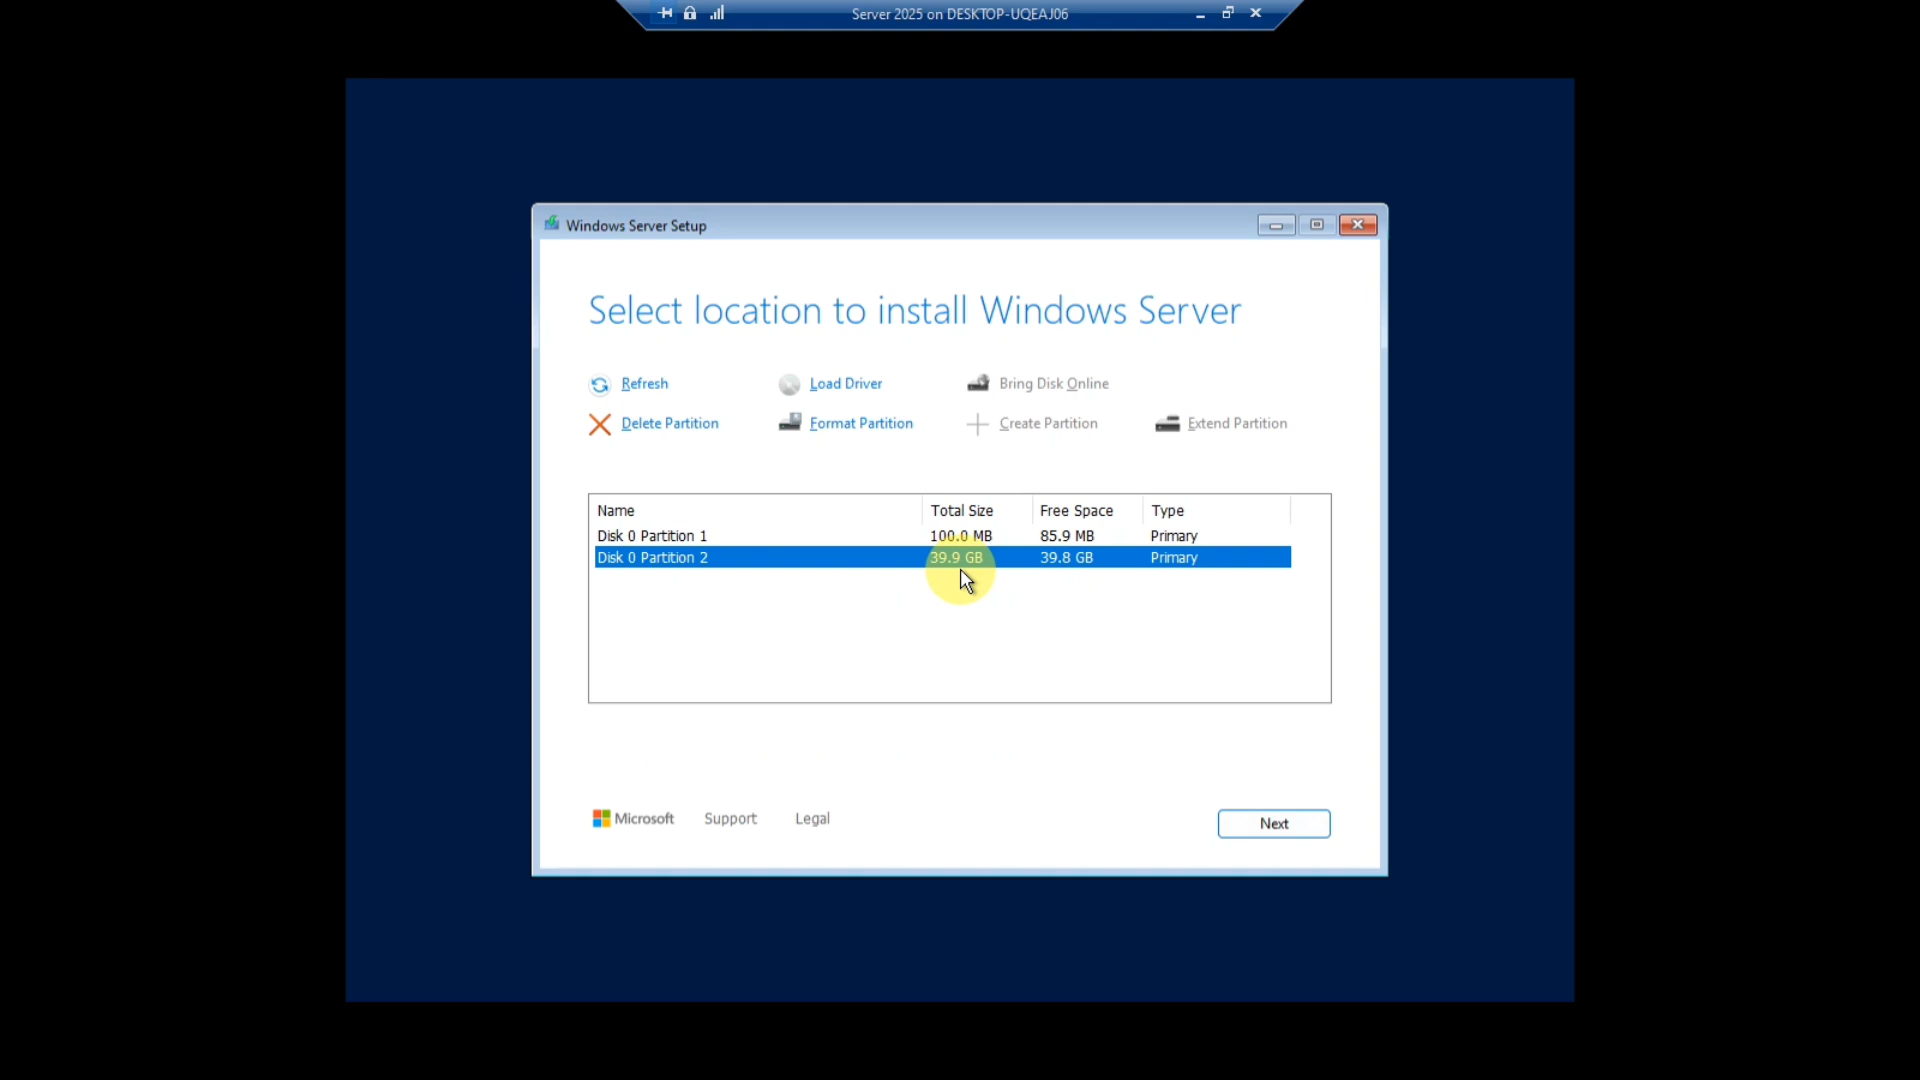 Server 2025 on DESKTOP-UQEAJ06
Windows Server Setup
Select location to install Windows Server
Refresh Load Driver Bring Disk Online
Delete Partition Format Partition Create Partition Extend Partition
Name Total Size Free Space Type
Disk 0 Partition 1 100.0 MB 85.9 MB Primary
Disk 0 Partition 2 39.9 GB 39.8 GB Primary
Microsoft Support Legal Next